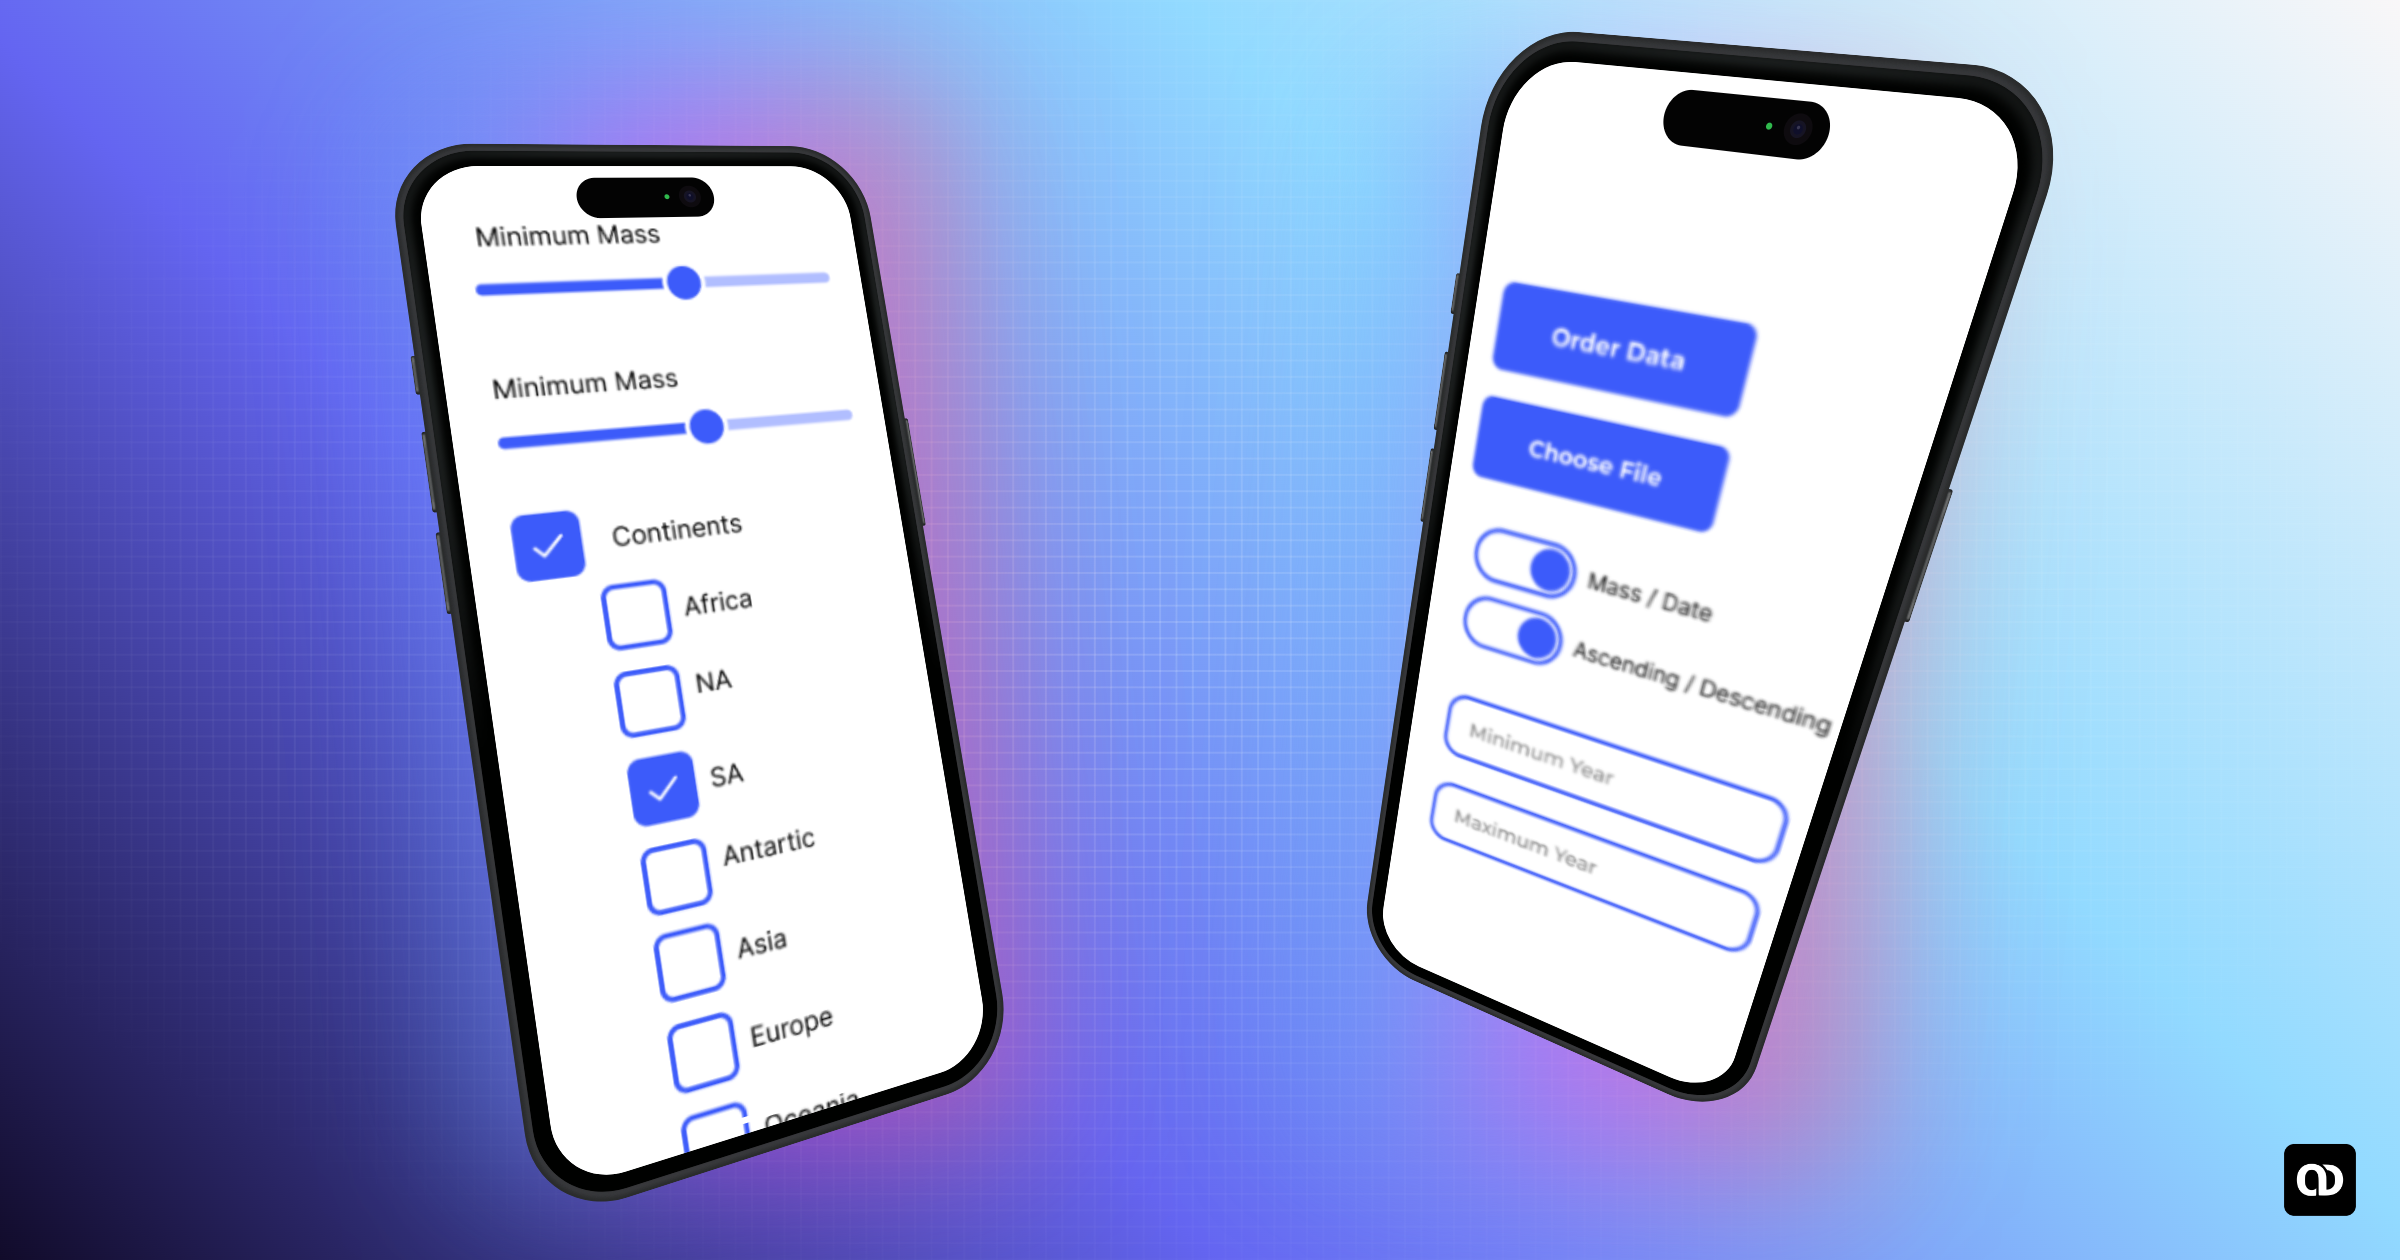 Minimum Mass
Minimum Mass
Continents
Africa
NA
SA
Antartic
Asia
Europe
Oceania
Order Data
Choose File
Mass / Date
Ascending / Descending
Minimum Year
Maximum Year